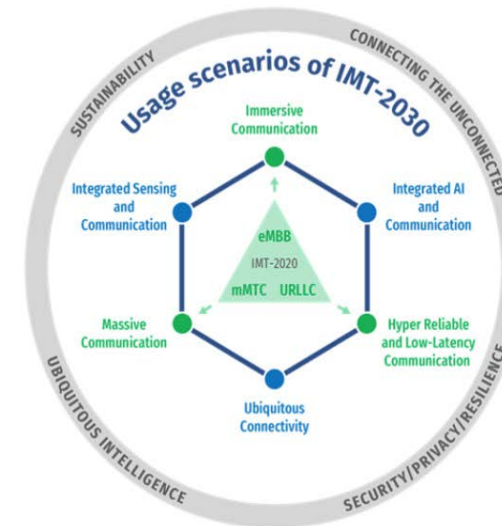 SUSTAINABILITY
CONNECTING THE UNCONNECTED
Usage scenarios of IMT-2030
Immersive
Communication
Integrated Sensing
and
Communication
Integrated AI
and
Communication
eMBB
IMT-2020
mMTC URLLC
Massive
Communication
Hyper Reliable
and Low-Latency
Communication
Ubiquitous
Connectivity
UBIQUITOUS INTELLIGENCE
SECURITY/PRIVACY/RESILIENCE